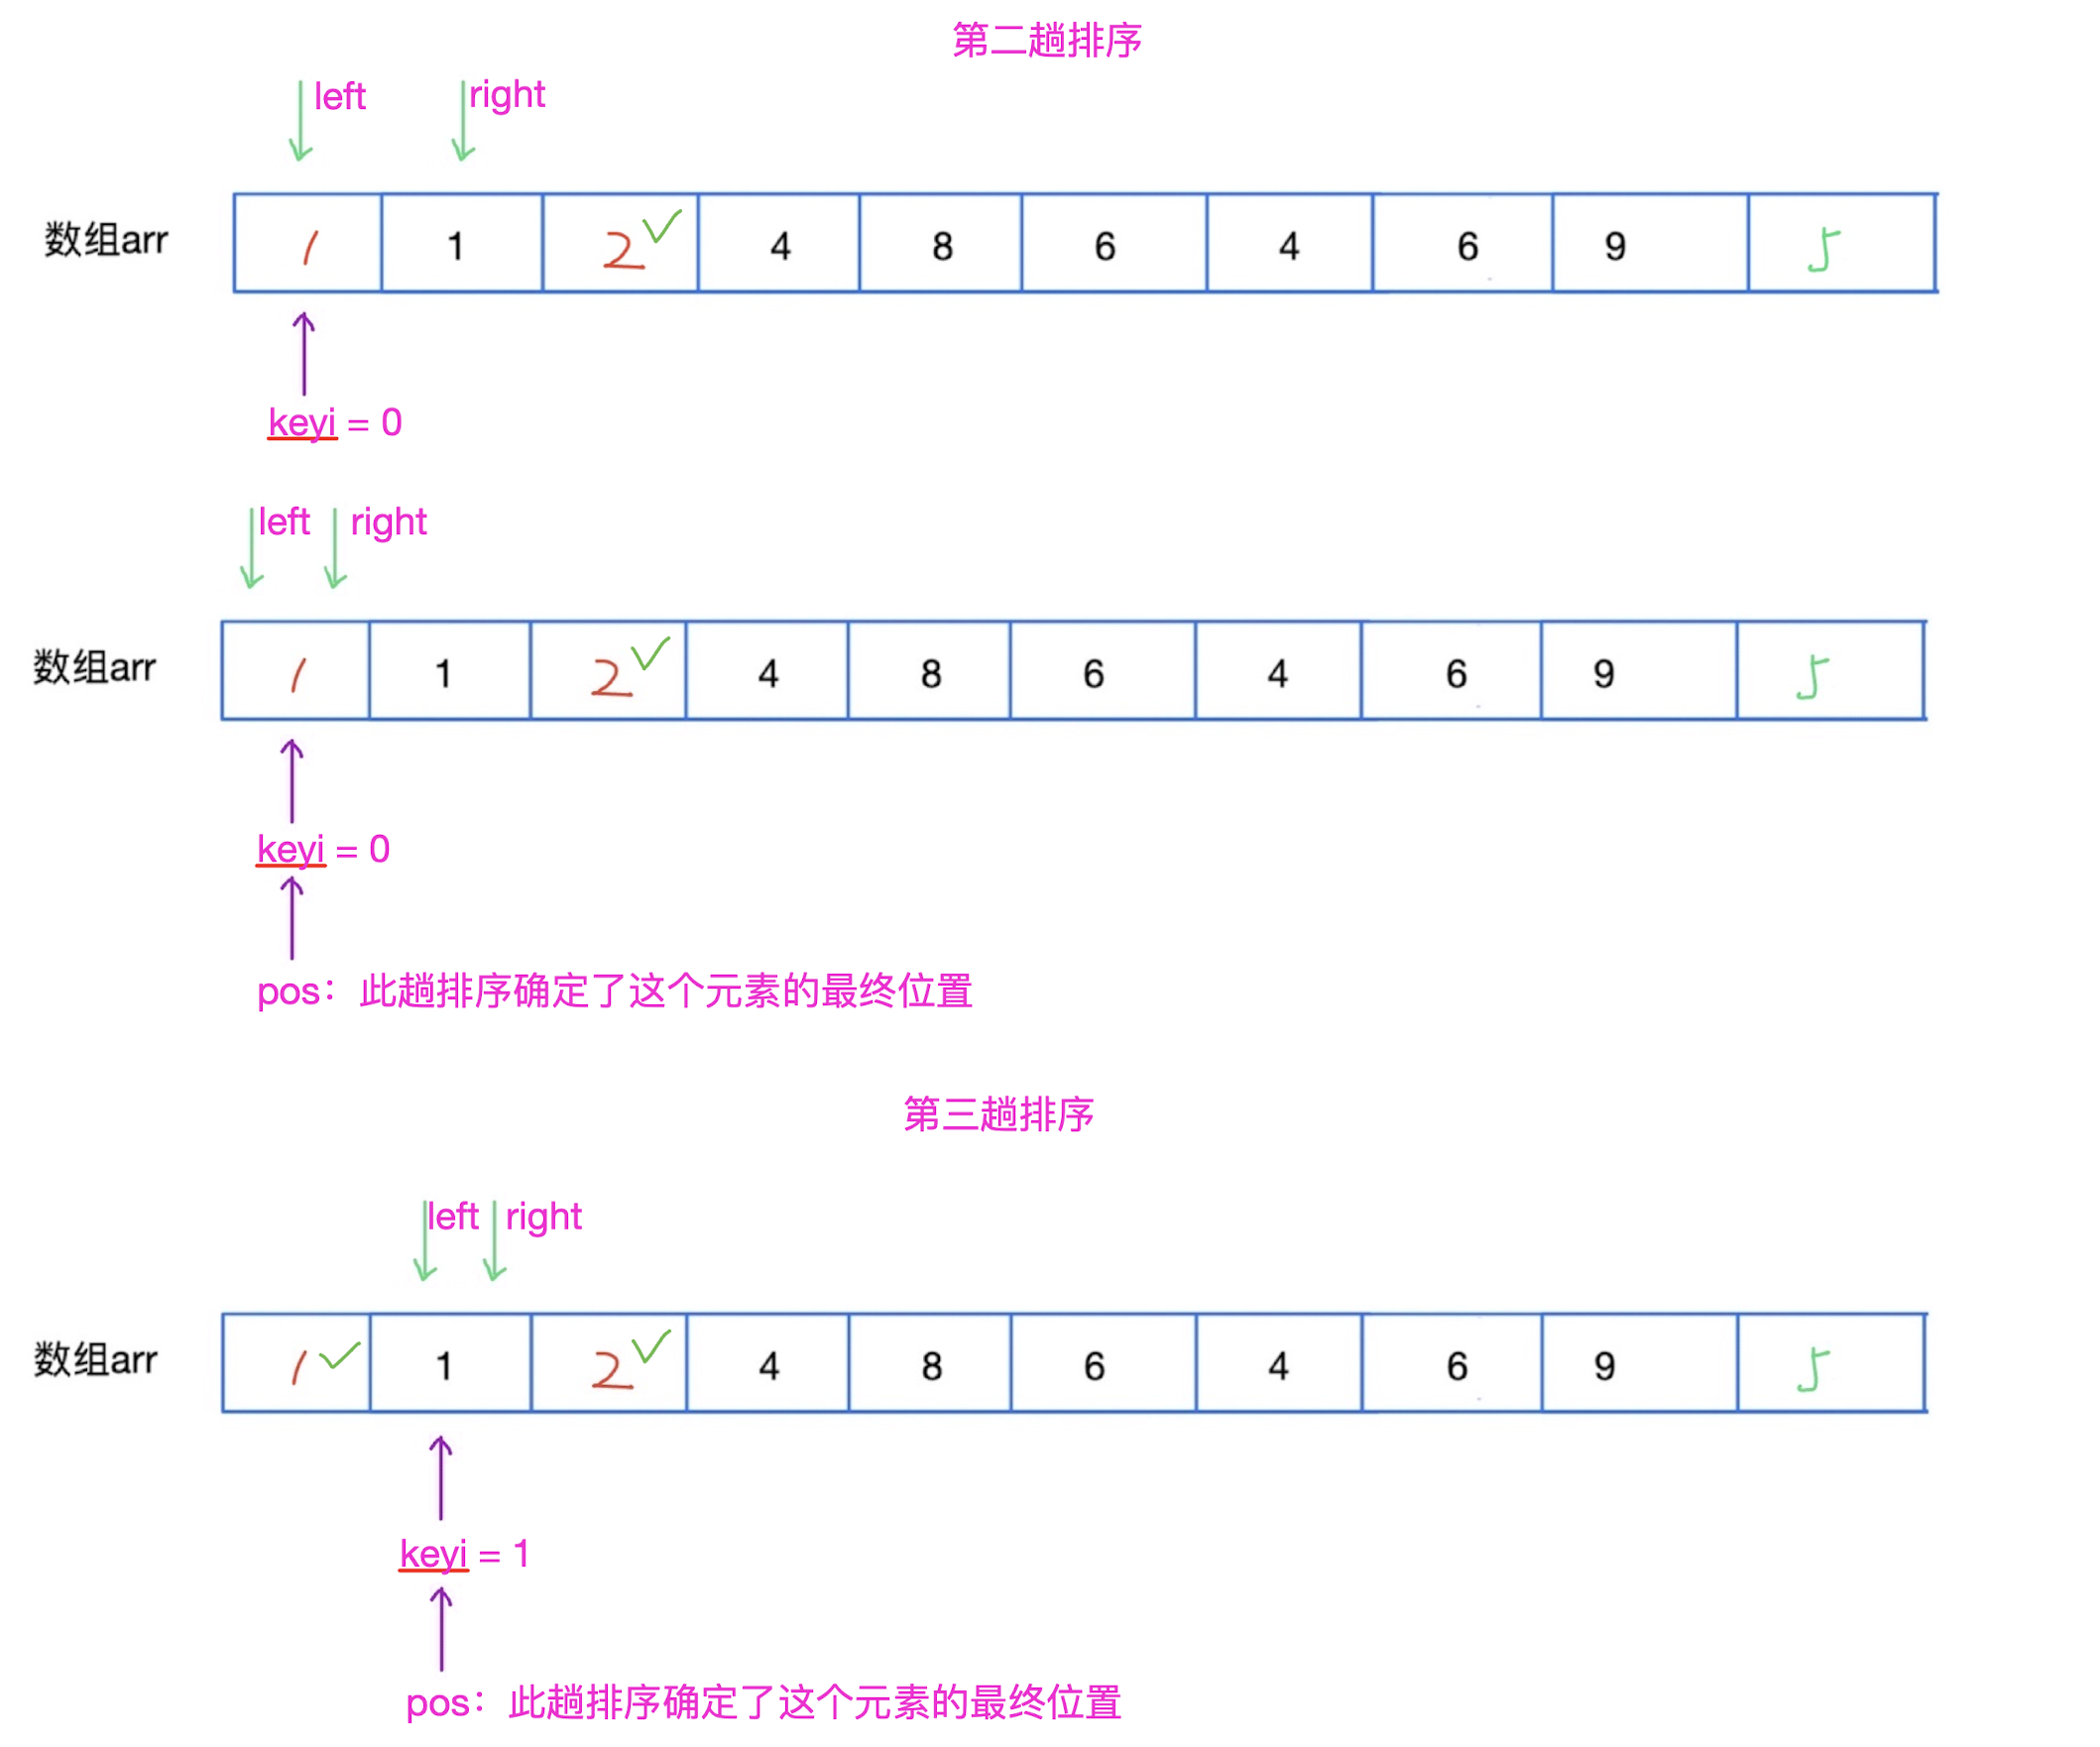 第二趟排序
left right
数组arr 1 1 2 4 8 6 4 6 9 5
keyi = 0
left right
数组arr 1 1 2 4 8 6 4 6 9 5
keyi = 0
pos：此趟排序确定了这个元素的最终位置
第三趟排序
left right
数组arr 1 1 2 4 8 6 4 6 9 5
keyi = 1
pos：此趟排序确定了这个元素的最终位置